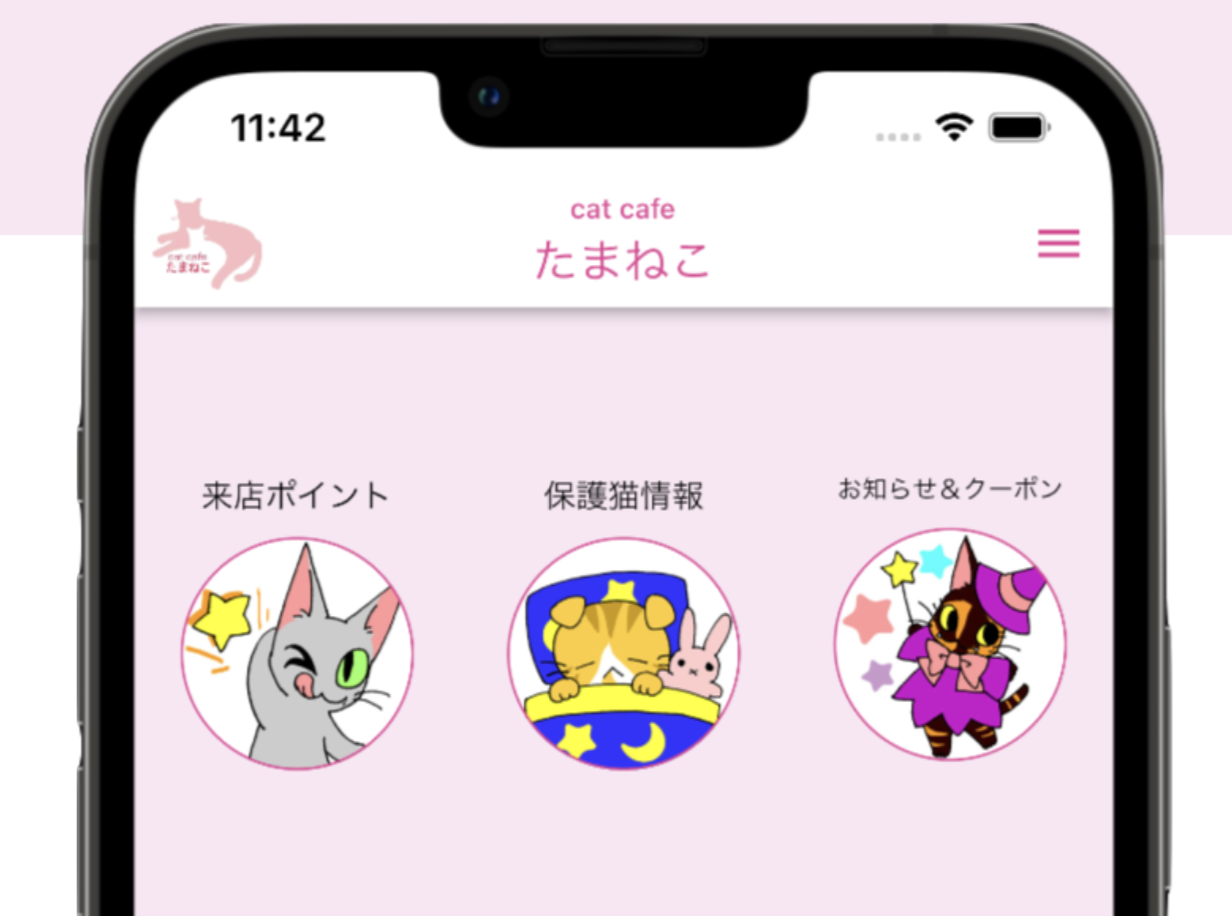 11:42
cat cafe
たまねこ
cat cafe
たまねこ
来店ポイント
保護猫情報
お知らせ&クーポン